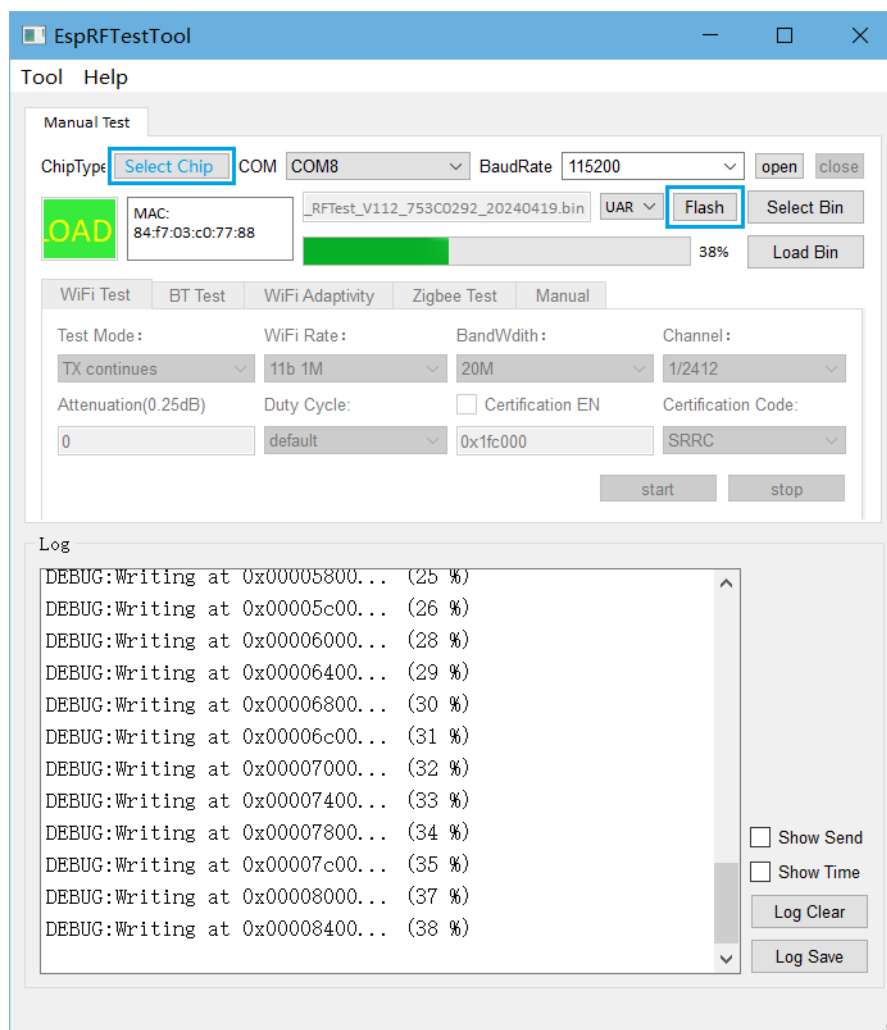 EspRFTestTool
Tool Help
Manual Test
ChipType Select Chip COM COM8 BaudRate 115200 open close
LOAD MAC: 84:f7:03:c0:77:88 _RFTest_V112_753C0292_20240419.bin UAR Flash Select Bin
38% Load Bin
WiFi Test BT Test WiFi Adaptivity Zigbee Test Manual
Test Mode: WiFi Rate: BandWdith: Channel:
TX continues 11b 1M 20M 1/2412
Attenuation(0.25dB) Duty Cycle: Certification EN Certification Code:
0 default 0x1fc000 SRRC
start stop
Log
DEBUG:Writing at 0x00005800... (25 %)
DEBUG:Writing at 0x00005c00... (26 %)
DEBUG:Writing at 0x00006000... (28 %)
DEBUG:Writing at 0x00006400... (29 %)
DEBUG:Writing at 0x00006800... (30 %)
DEBUG:Writing at 0x00006c00... (31 %)
DEBUG:Writing at 0x00007000... (32 %)
DEBUG:Writing at 0x00007400... (33 %)
DEBUG:Writing at 0x00007800... (34 %)
DEBUG:Writing at 0x00007c00... (35 %)
DEBUG:Writing at 0x00008000... (37 %)
DEBUG:Writing at 0x00008400... (38 %)
Show Send
Show Time
Log Clear
Log Save